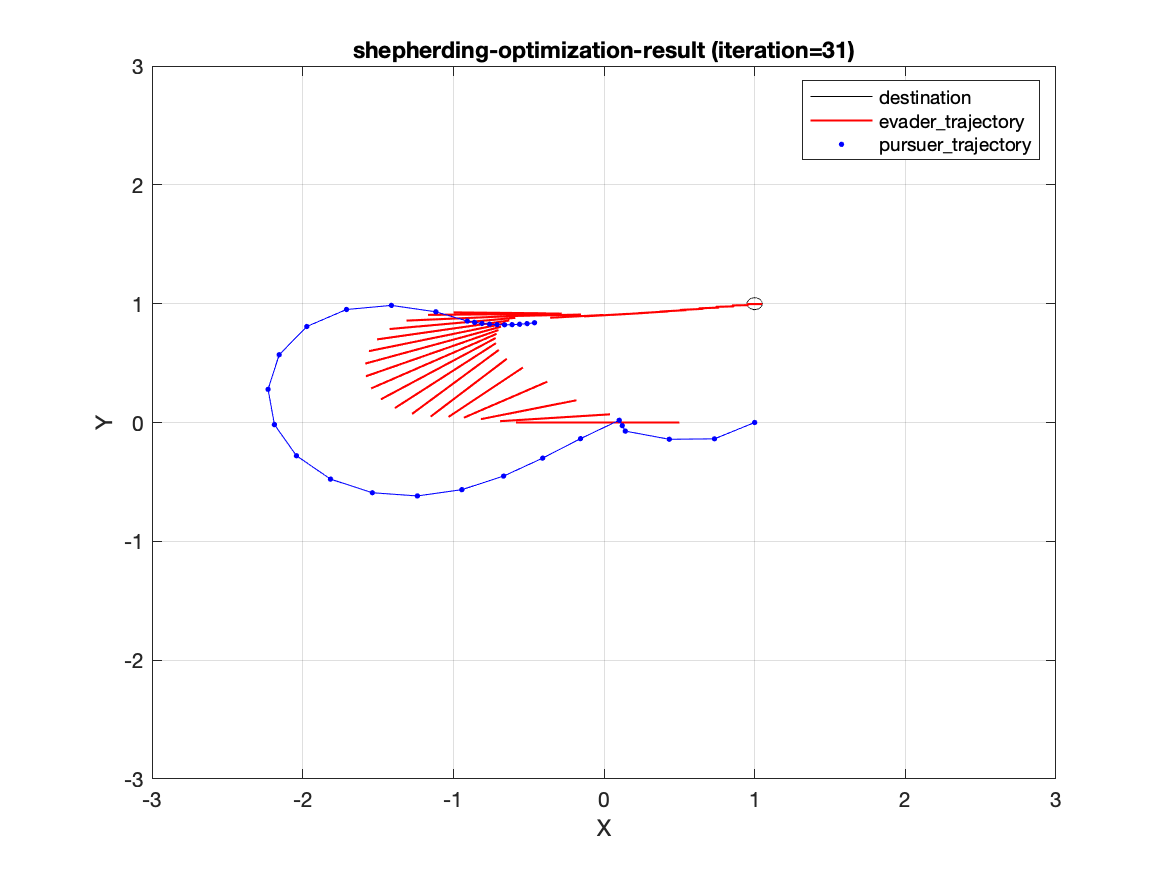 shepherding-optimization-result (iteration=31)
destination
evader_trajectory
pursuer_trajectory
3
2
1
0
-1
-2
-3
Y
-3 -2 -1 0 1 2 3
X